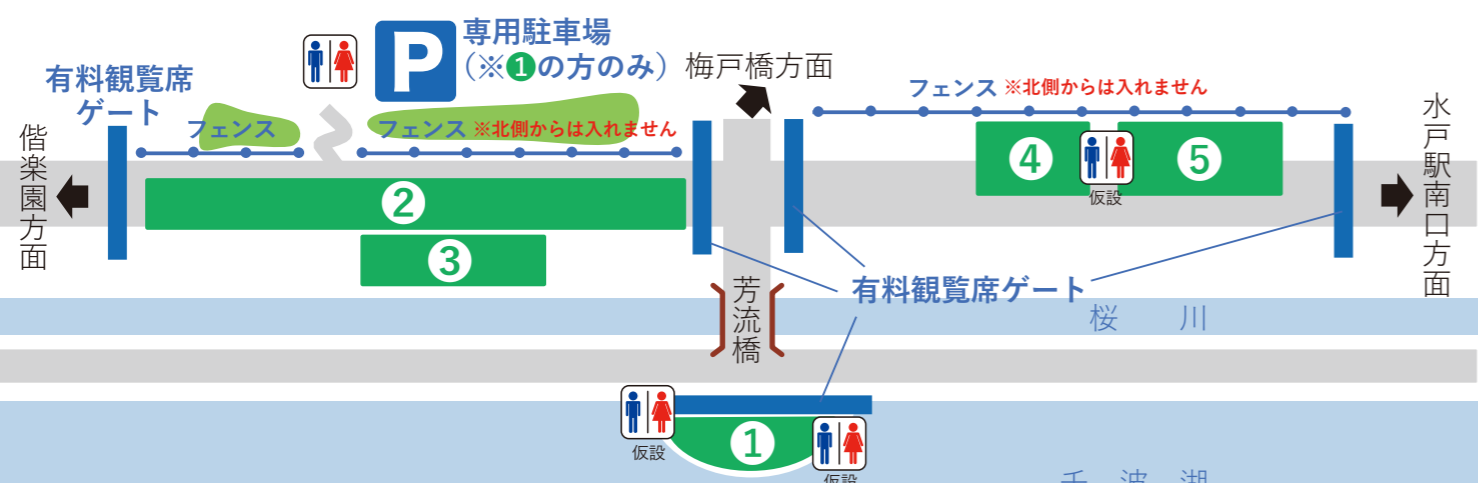 専用駐車場
（※❶の方のみ）
梅戸橋方面
有料観覧席
ゲート
P
フェンス
フェンス ※北側からは入れません
フェンス ※北側からは入れません
偕楽園方面
水戸駅南口方面
❷
❸
❹
❺
仮設
有料観覧席ゲート
芳流橋
桜 川
❶
仮設
仮設
千 波 湖